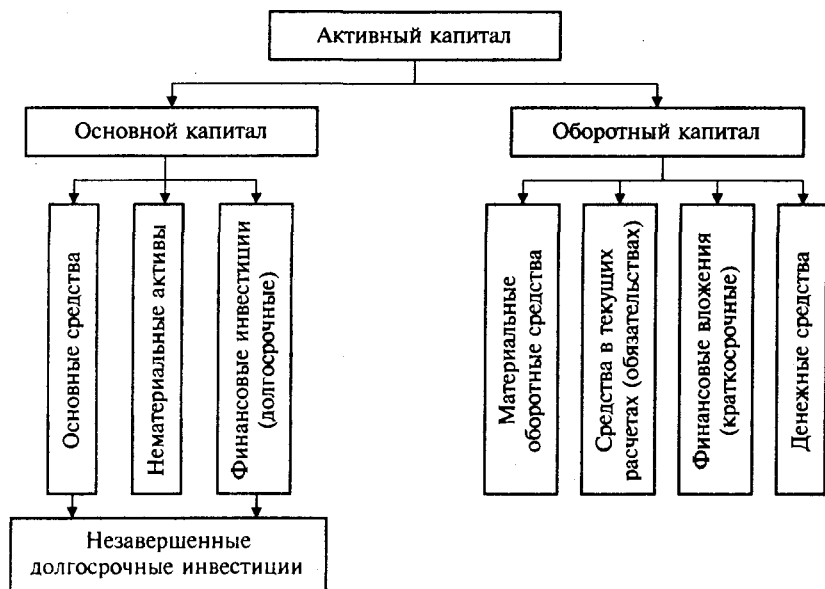 Активный капитал
Основной капитал
Оборотный капитал
Основные средства
Нематериальные активы
Финансовые инвестиции
(долгосрочные)
Материальные
оборотные средства
Средства в текущих
расчетах (обязательствах)
Финансовые вложения
(краткосрочные)
Денежные средства
Незавершенные
долгосрочные инвестиции